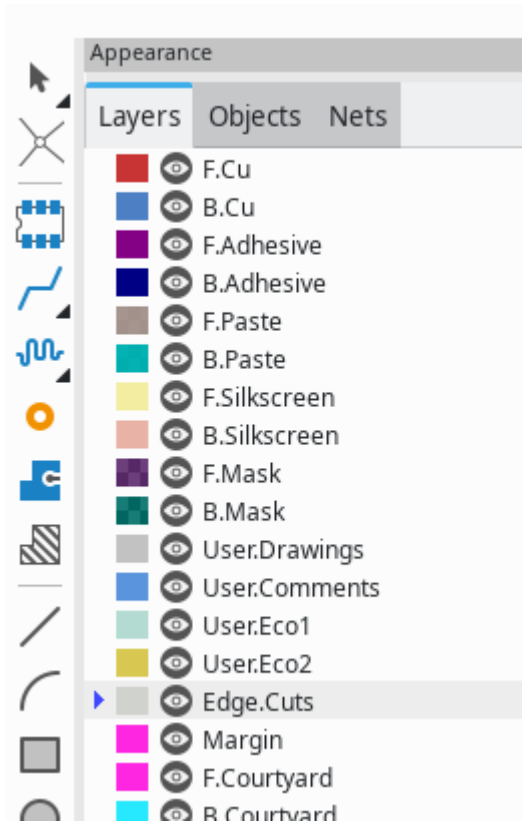 Appearance
Layers Objects Nets
F.Cu
B.Cu
F.Adhesive
B.Adhesive
F.Paste
B.Paste
F.Silkscreen
B.Silkscreen
F.Mask
B.Mask
User.Drawings
User.Comments
User.Eco1
User.Eco2
Edge.Cuts
Margin
F.Courtyard
B.Courtyard